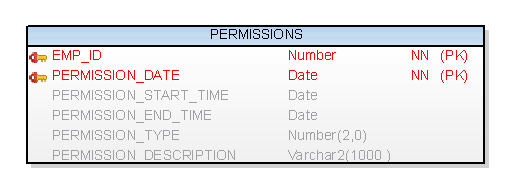 PERMISSIONS
EMP_ID Number NN (PK)
PERMISSION_DATE Date NN (PK)
PERMISSION_START_TIME Date
PERMISSION_END_TIME Date
PERMISSION_TYPE Number(2,0)
PERMISSION_DESCRIPTION Varchar2(1000 )